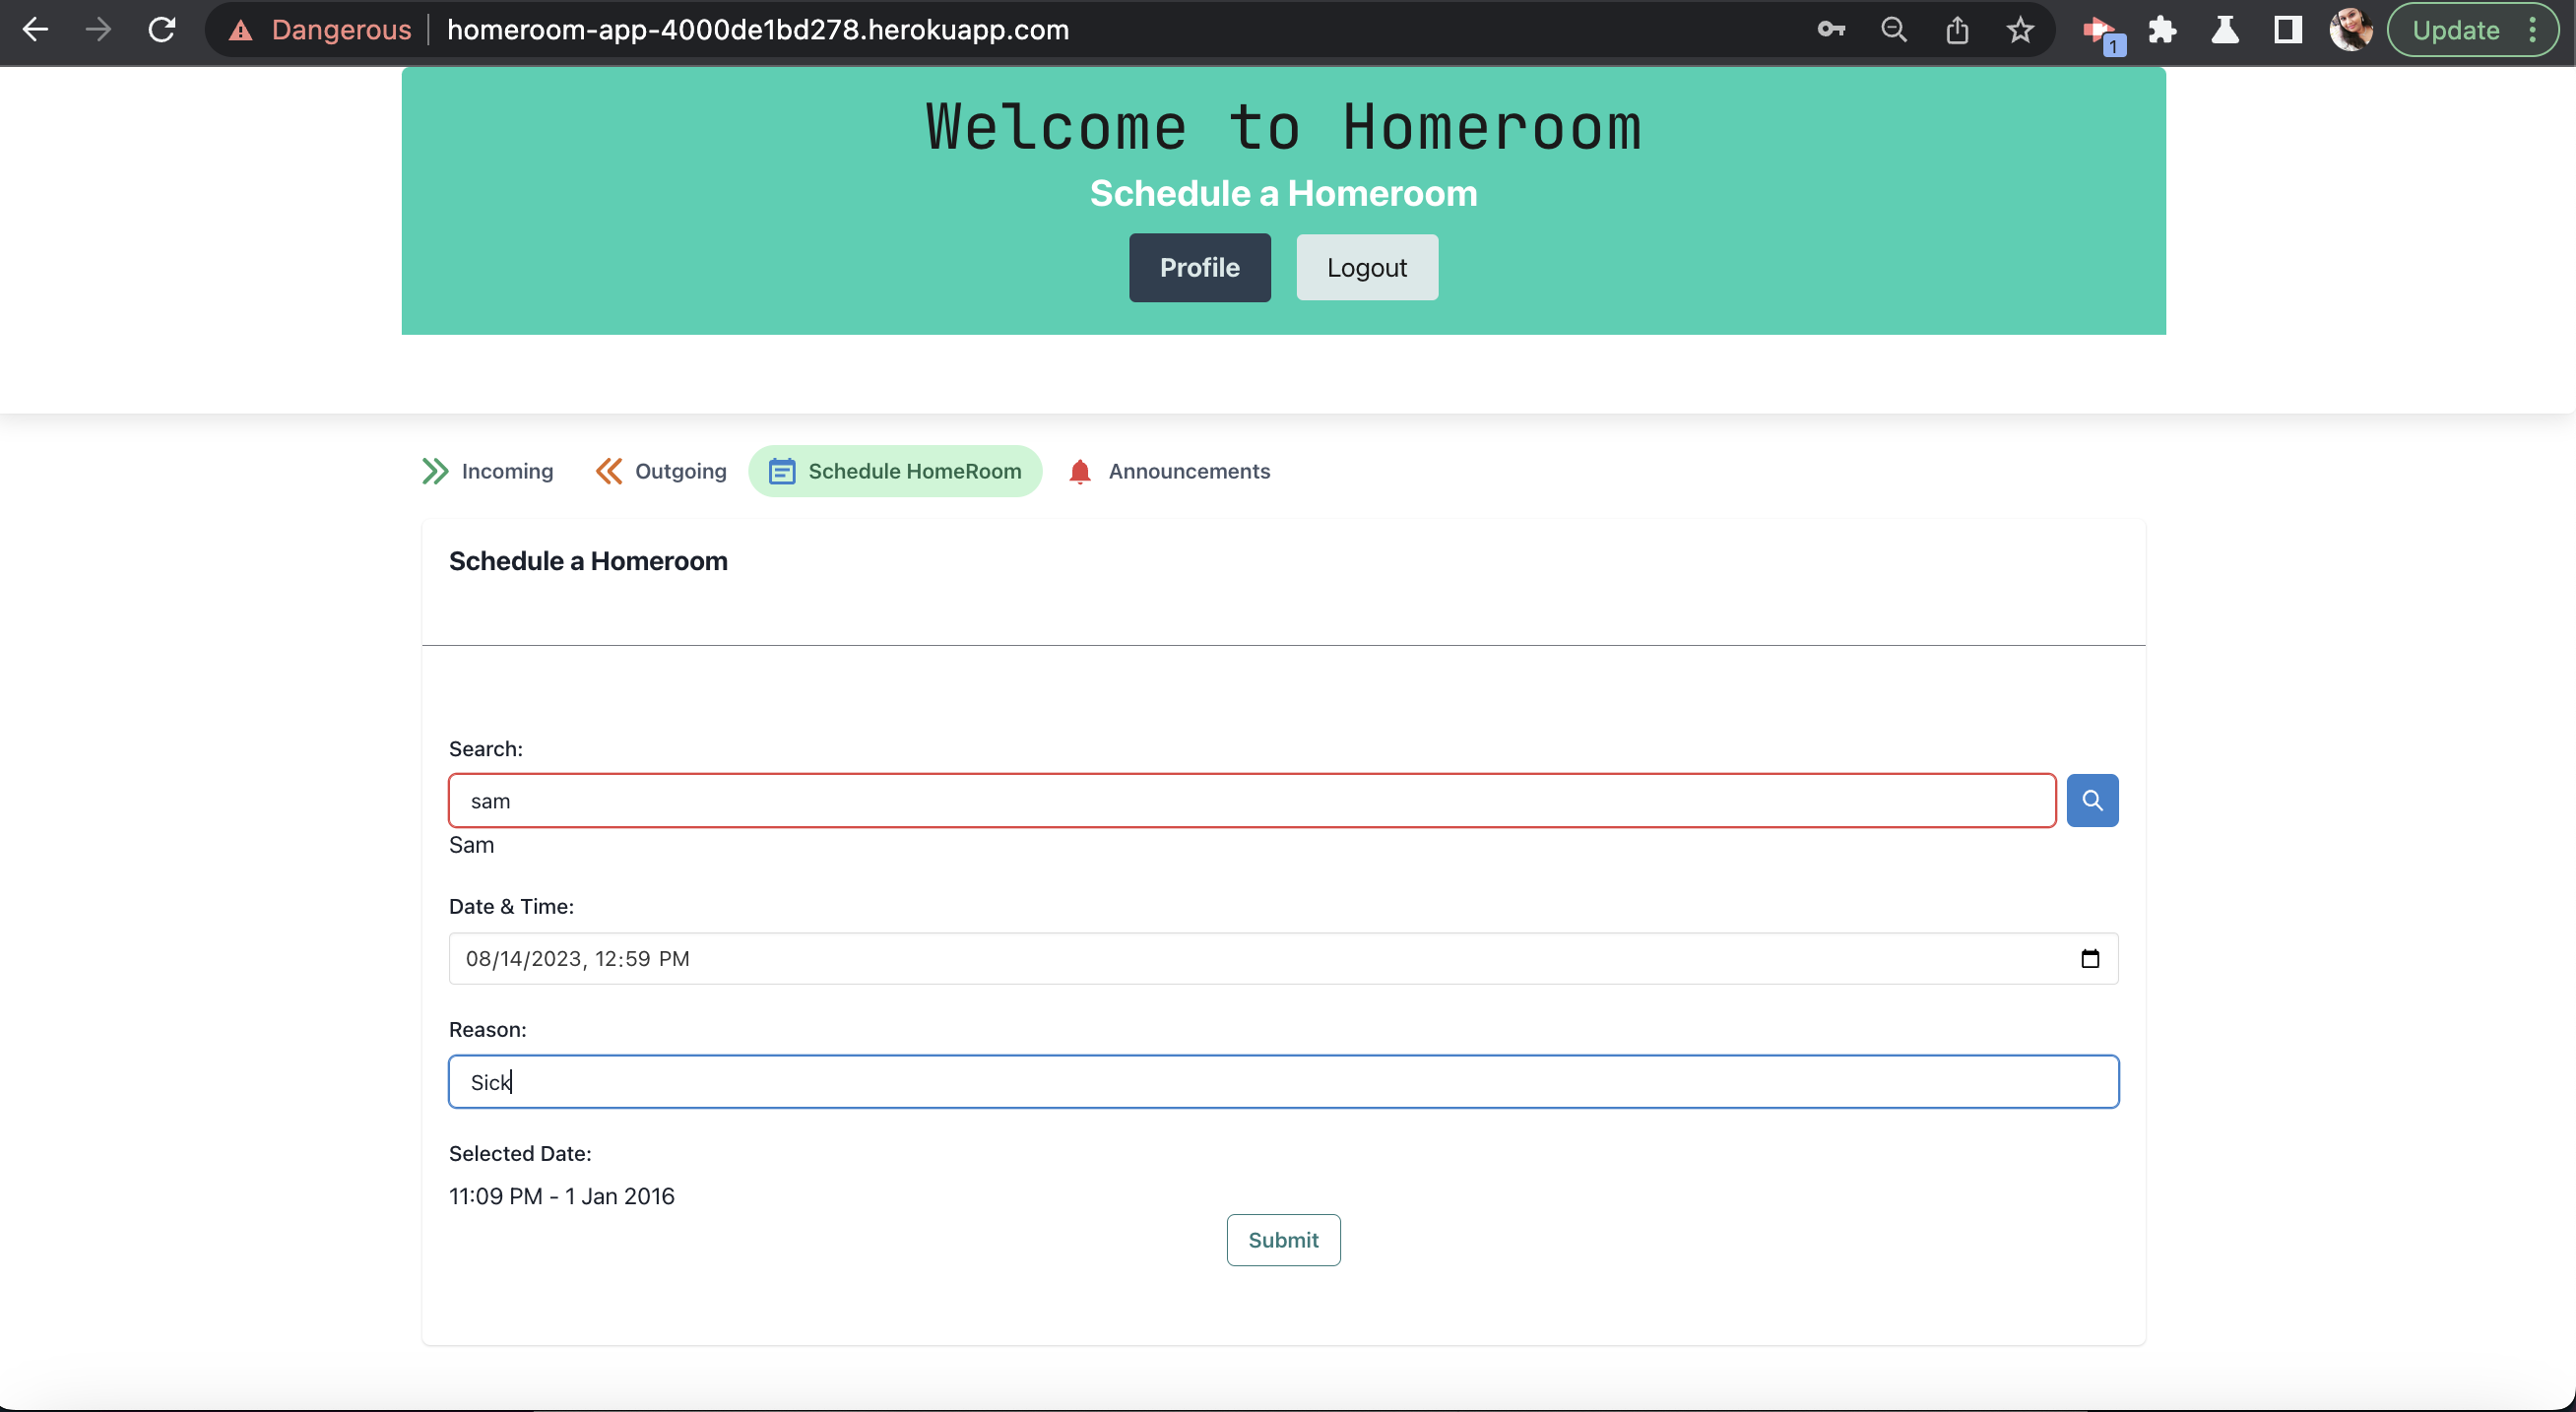 Dangerous homeroom-app-4000de1bd278.herokuapp.com 1 Update
Welcome to Homeroom
Schedule a Homeroom
Profile Logout
Incoming Outgoing Schedule HomeRoom Announcements
Schedule a Homeroom
Search:
sam
Sam
Date & Time:
08/14/2023, 12:59 PM
Reason:
Sick
Selected Date:
11:09 PM - 1 Jan 2016
Submit